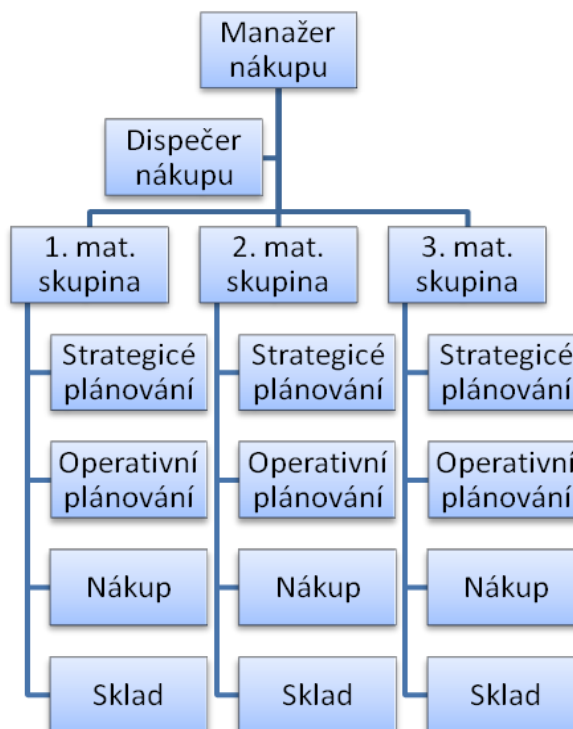 Manažer
nákupu
Dispečer
nákupu
1. mat.
skupina
2. mat.
skupina
3. mat.
skupina
Strategicé
plánování
Strategicé
plánování
Strategicé
plánování
Operativní
plánování
Operativní
plánování
Operativní
plánování
Nákup
Nákup
Nákup
Sklad
Sklad
Sklad